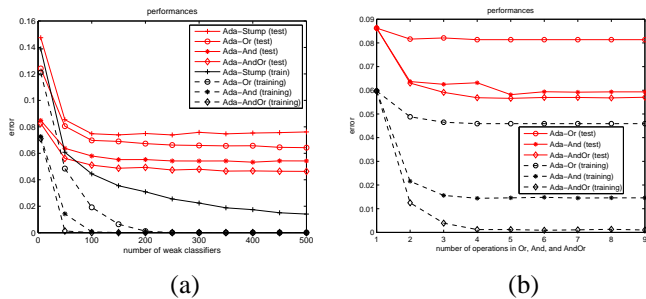 performances
error
0.16
0.14
0.12
0.1
0.08
0.06
0.04
0.02
0
0
100
200
300
400
500
number of weak classifiers
Ada-Stump (test)
Ada-Or (test)
Ada-And (test)
Ada-AndOr (test)
Ada-Stump (train)
Ada-Or (training)
Ada-And (training)
Ada-AndOr (training)
(a)
performances
error
0.09
0.08
0.07
0.06
0.05
0.04
0.03
0.02
0.01
0
1
2
3
4
5
6
7
8
9
number of operations in Or, And, and AndOr
Ada-Or (test)
Ada-And (test)
Ada-AndOr (test)
Ada-Or (training)
Ada-And (training)
Ada-AndOr (training)
(b)